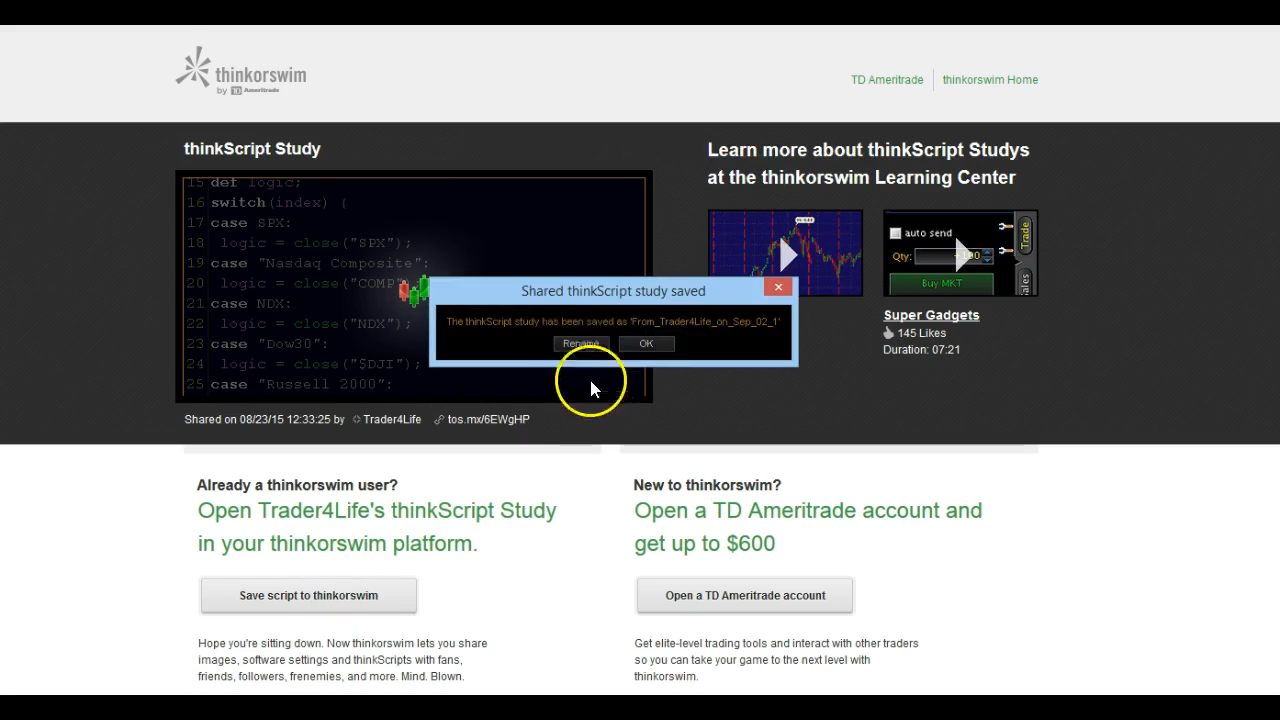 thinkorswim
by TD Ameritrade
TD Ameritrade
thinkorswim Home
thinkScript Study
Learn more about thinkScript Studys
at the thinkorswim Learning Center
15 def logic;
16 switch(index) {
17 case SPX:
18 logic = close("SPX");
19 case "Nasdaq Composite":
20 logic = close("COMP"
21 case NDX:
22 logic = close("NDX");
23 case "Dow30":
24 logic = close("$DJI");
25 case "Russell 2000":
auto send
Trade
Qty:
Buy MKT
Shared thinkScript study saved
The thinkScript study has been saved as 'From_Trader4Life_on_Sep_02_1'
Rename
OK
Super Gadgets
145 Likes
Duration: 07:21
Shared on 08/23/15 12:33:25 by Trader4Life tos.mx/6EWgHP
Already a thinkorswim user?
Open Trader4Life's thinkScript Study
in your thinkorswim platform.
Save script to thinkorswim
Hope you're sitting down. Now thinkorswim lets you share
images, software settings and thinkScripts with fans,
friends, followers, frenemies, and more. Mind. Blown.
New to thinkorswim?
Open a TD Ameritrade account and
get up to $600
Open a TD Ameritrade account
Get elite-level trading tools and interact with other traders
so you can take your game to the next level with
thinkorswim.